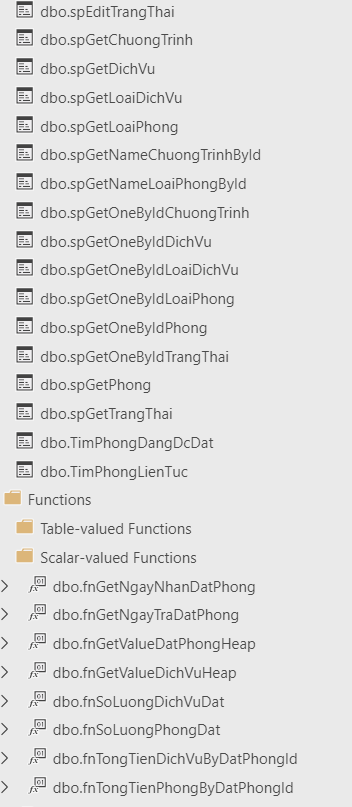 dbo.spEditTrangThai
dbo.spGetChuongTrinh
dbo.spGetDichVu
dbo.spGetLoaiDichVu
dbo.spGetLoaiPhong
dbo.spGetNameChuongTrinhById
dbo.spGetNameLoaiPhongById
dbo.spGetOneByIdChuongTrinh
dbo.spGetOneByIdDichVu
dbo.spGetOneByIdLoaiDichVu
dbo.spGetOneByIdLoaiPhong
dbo.spGetOneByIdPhong
dbo.spGetOneByIdTrangThai
dbo.spGetPhong
dbo.spGetTrangThai
dbo.TimPhongDangDcDat
dbo.TimPhongLienTuc
Functions
Table-valued Functions
Scalar-valued Functions
dbo.fnGetNgayNhanDatPhong
dbo.fnGetNgayTraDatPhong
dbo.fnGetValueDatPhongHeap
dbo.fnGetValueDichVuHeap
dbo.fnSoLuongDichVuDat
dbo.fnSoLuongPhongDat
dbo.fnTongTienDichVuByDatPhongId
dbo.fnTongTienPhongByDatPhongId